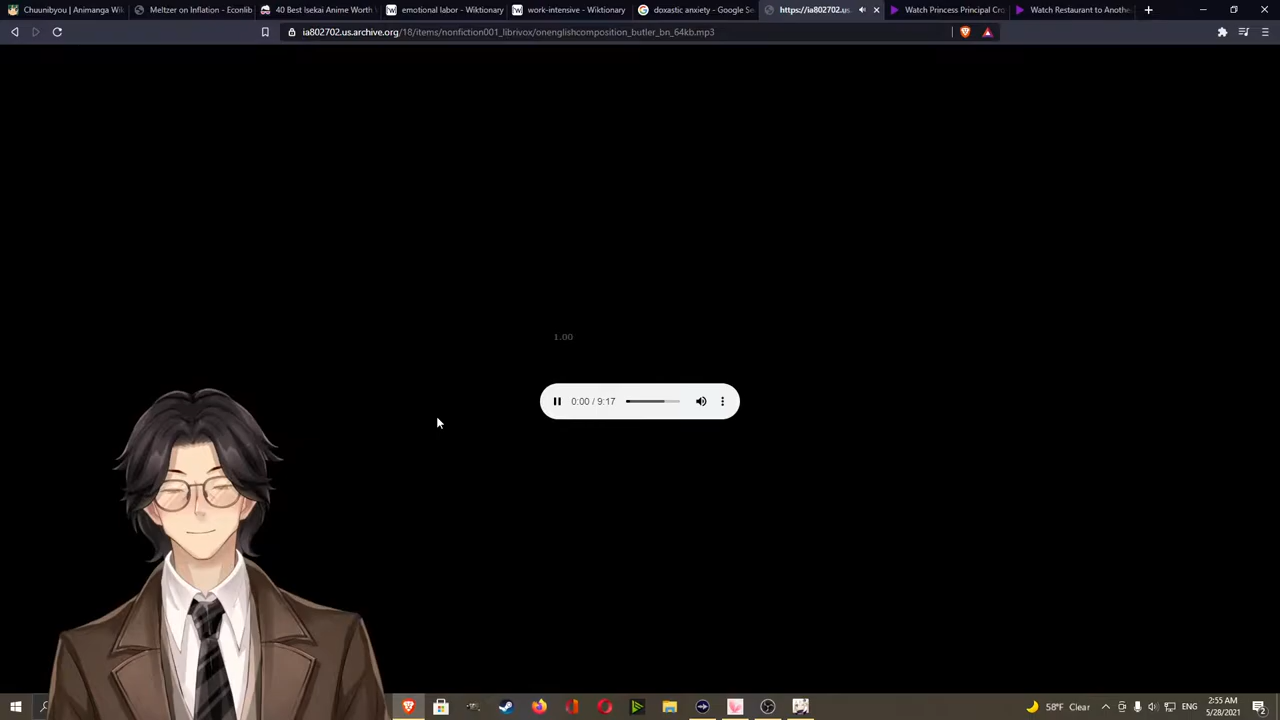 Chuunibyou | Animanga Wik
Meltzer on Inflation - Econlib
40 Best Isekai Anime Worth
emotional labor - Wiktionary
work-intensive - Wiktionary
doxastic anxiety - Google Se
https://ia802702.us.
Watch Princess Principal Cro
Watch Restaurant to Anothe
ia802702.us.archive.org/18/items/nonfiction001_librivox/onenglishcomposition_butler_bn_64kb.mp3
1.00
0:00 / 9:17
58°F Clear
ENG
2:55 AM
5/28/2021